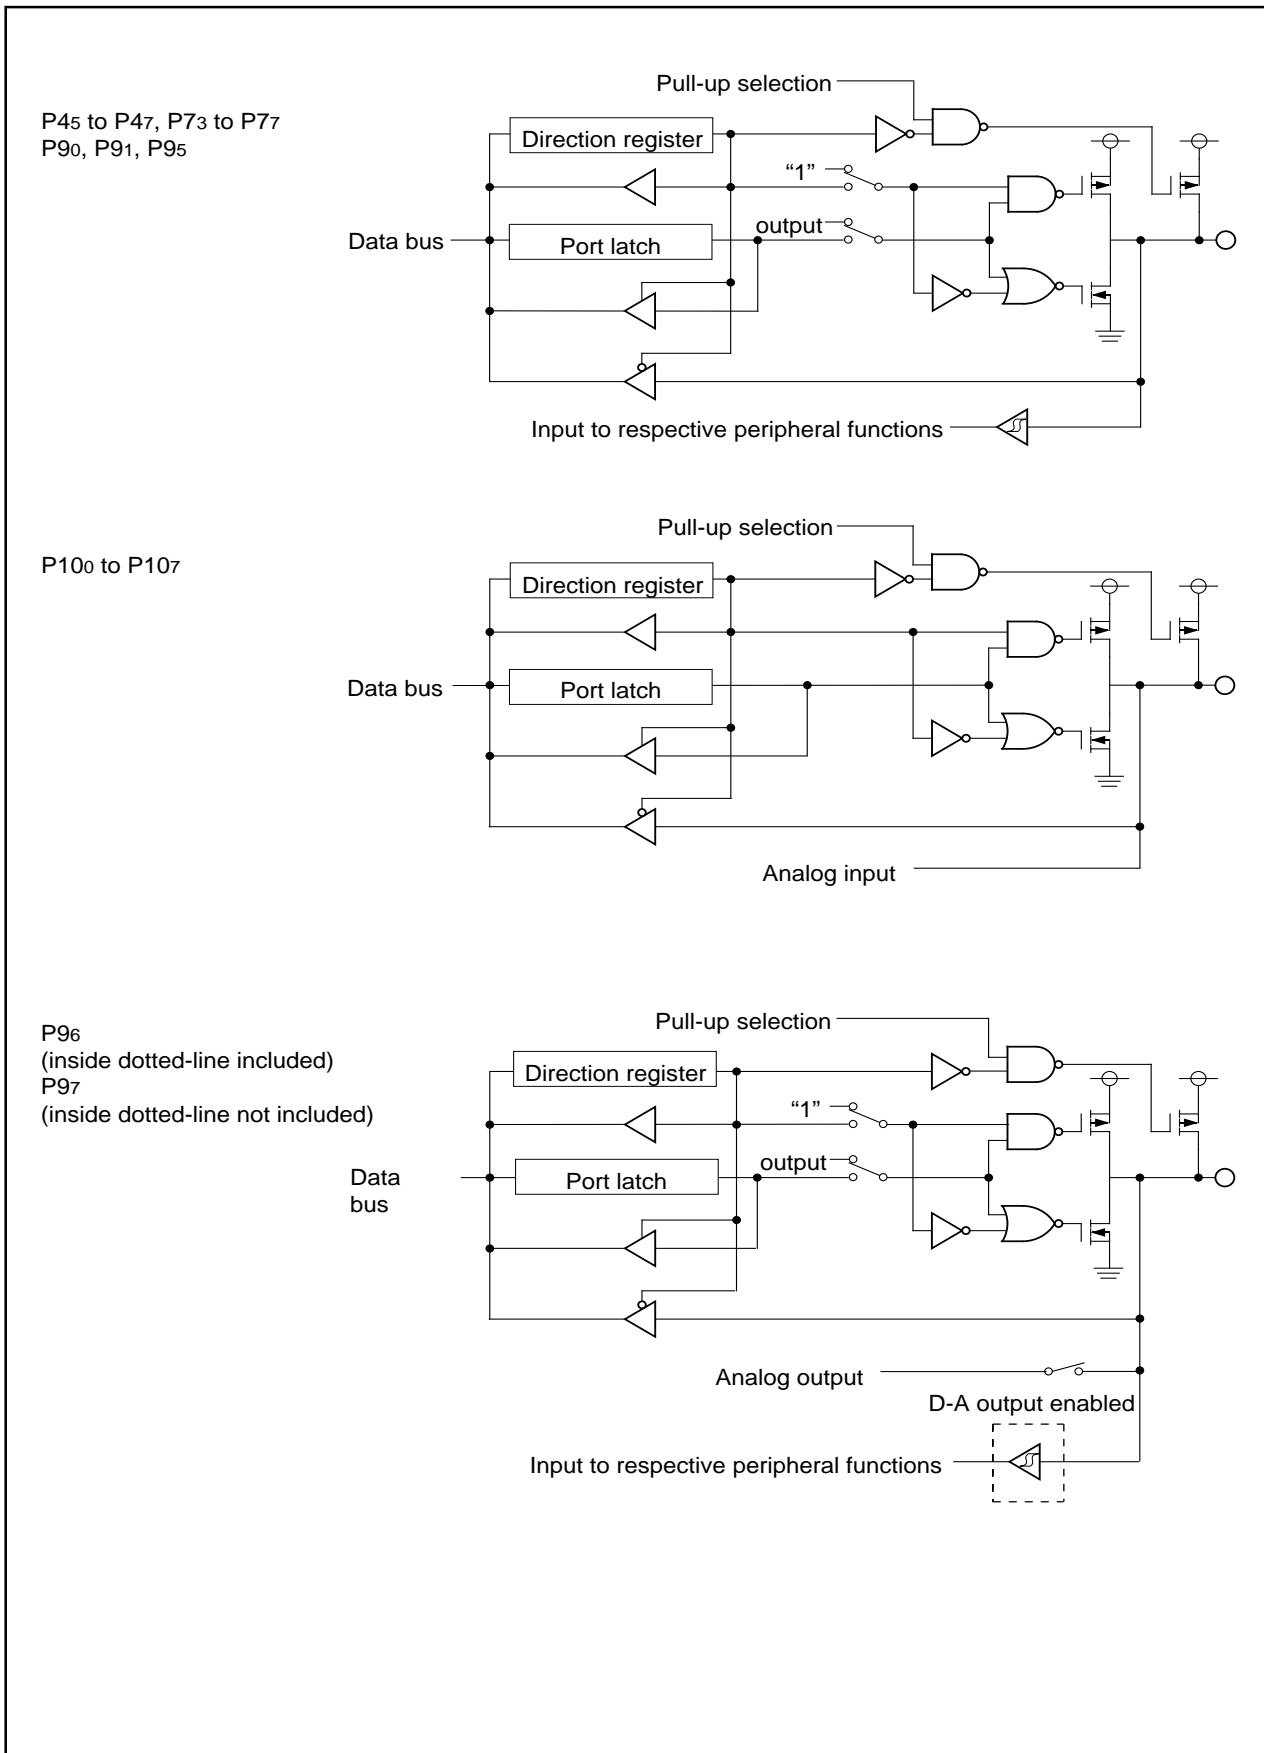 Pull-up selection
P45 to P47, P73 to P77
P90, P91, P95
Direction register
“1”
output
Data bus
Port latch
Input to respective peripheral functions
Pull-up selection
P100 to P107
Direction register
Data bus
Port latch
Analog input
Pull-up selection
P96
(inside dotted-line included)
P97
(inside dotted-line not included)
Direction register
“1”
output
Data
bus
Port latch
Analog output
D-A output enabled
Input to respective peripheral functions